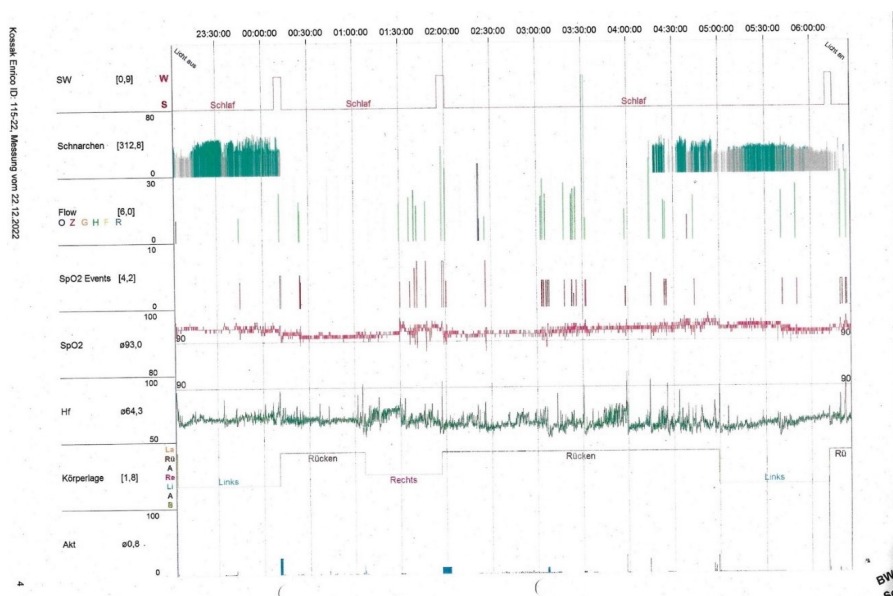 Kossak Enrico ID: 115-22, Messung vom 22.12.2022
23:30:00 00:00:00 00:30:00 01:00:00 01:30:00 02:00:00 02:30:00 03:00:00 03:30:00 04:00:00 04:30:00 05:00:00 05:30:00 06:00:00
Licht aus
Licht an
SW [0,9] W
S
Schlaf Schlaf Schlaf
80
Schnarchen [312,8]
0
30
Flow [6,0]
O Z G H F R
0
10
SpO2 Events [4,2]
0
100
SpO2 ø93,0 90 90
80
100
90 90
Hf ø64,3
50
La
Rü Rücken Rücken Rü
A
Körperlage [1,8] Re Rechts
Li Links Links
A
B
100
Akt ø0,8
0
4
BW